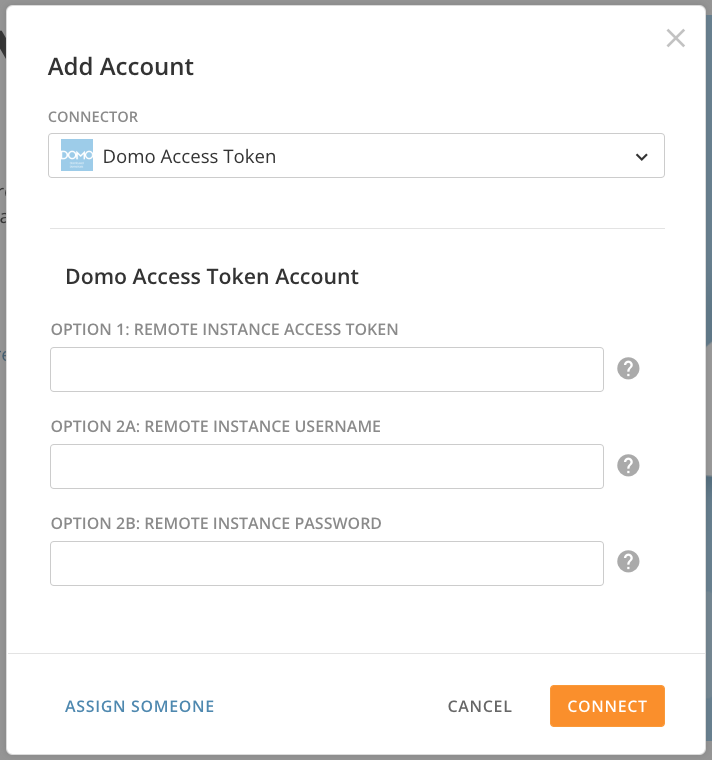 Add Account
CONNECTOR
DOMO
Domo Access Token
Domo Access Token Account
OPTION 1: REMOTE INSTANCE ACCESS TOKEN
?
OPTION 2A: REMOTE INSTANCE USERNAME
?
OPTION 2B: REMOTE INSTANCE PASSWORD
?
ASSIGN SOMEONE
CANCEL
CONNECT